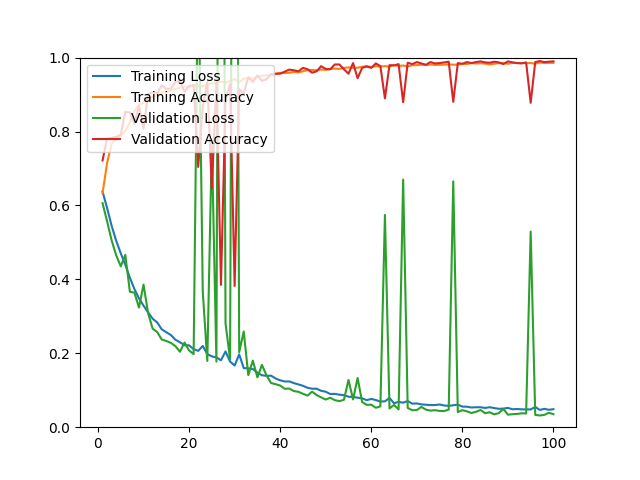 1.0
0.8
0.6
0.4
0.2
0.0
Training Loss
Training Accuracy
Validation Loss
Validation Accuracy
0 20 40 60 80 100